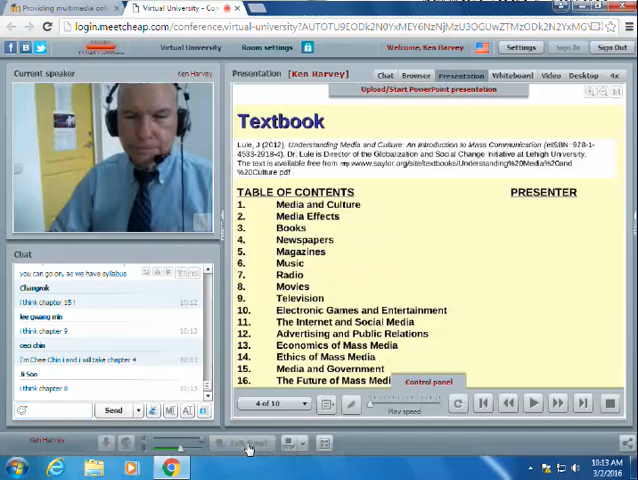 Providing multimedia onl
Virtual University - Con
login.meetcheap.com/conference,virtual-university?AUTOTU9EODk2N0YxMEY6NzNjMzU3OGUwZTMzODk2N0Y
Virtual University
Room settings
Welcome, Ken Harvey
Settings
Sign In
Sign Out
Current speaker
Ken Harvey
Presentation [Ken Harvey]
Chat
Browser
Presentation
Whiteboard
Video
Desktop
4x
Upload/Start PowerPoint presentation
Textbook
Lule, J (2012), Understanding Media and Culture: An Introduction to Mass Communication (eISBN: 978-1-
4533-2918-4). Dr. Lule is Director of the Globalization and Social Change Initiative at Lehigh University.
The text is available free from
www.saylor.org/site/textbooks/Understanding%20Media%20and
%20Culture.pdf
TABLE OF CONTENTS
PRESENTER
1. Media and Culture
2. Media Effects
3. Books
4. Newspapers
5. Magazines
6. Music
7. Radio
8. Movies
9. Television
10. Electronic Games and Entertainment
11. The Internet and Social Media
12. Advertising and Public Relations
13. Economics of Mass Media
14. Ethics of Mass Media
15. Media and Government
16. The Future of Mass Medi
Control panel
4 of 10
Play speed
Chat
you can go on, as we have syllabus
Changrok
i think chapter 15 !
10:12
lee gwang min
i think chapter 9
10:13
ceci chin
I'm Chee Chin i and i will take chapter 4
10:13
Ji Soo
i think chapter 8
10:13
Send
Ken Harvey
10:13 AM
3/2/2016